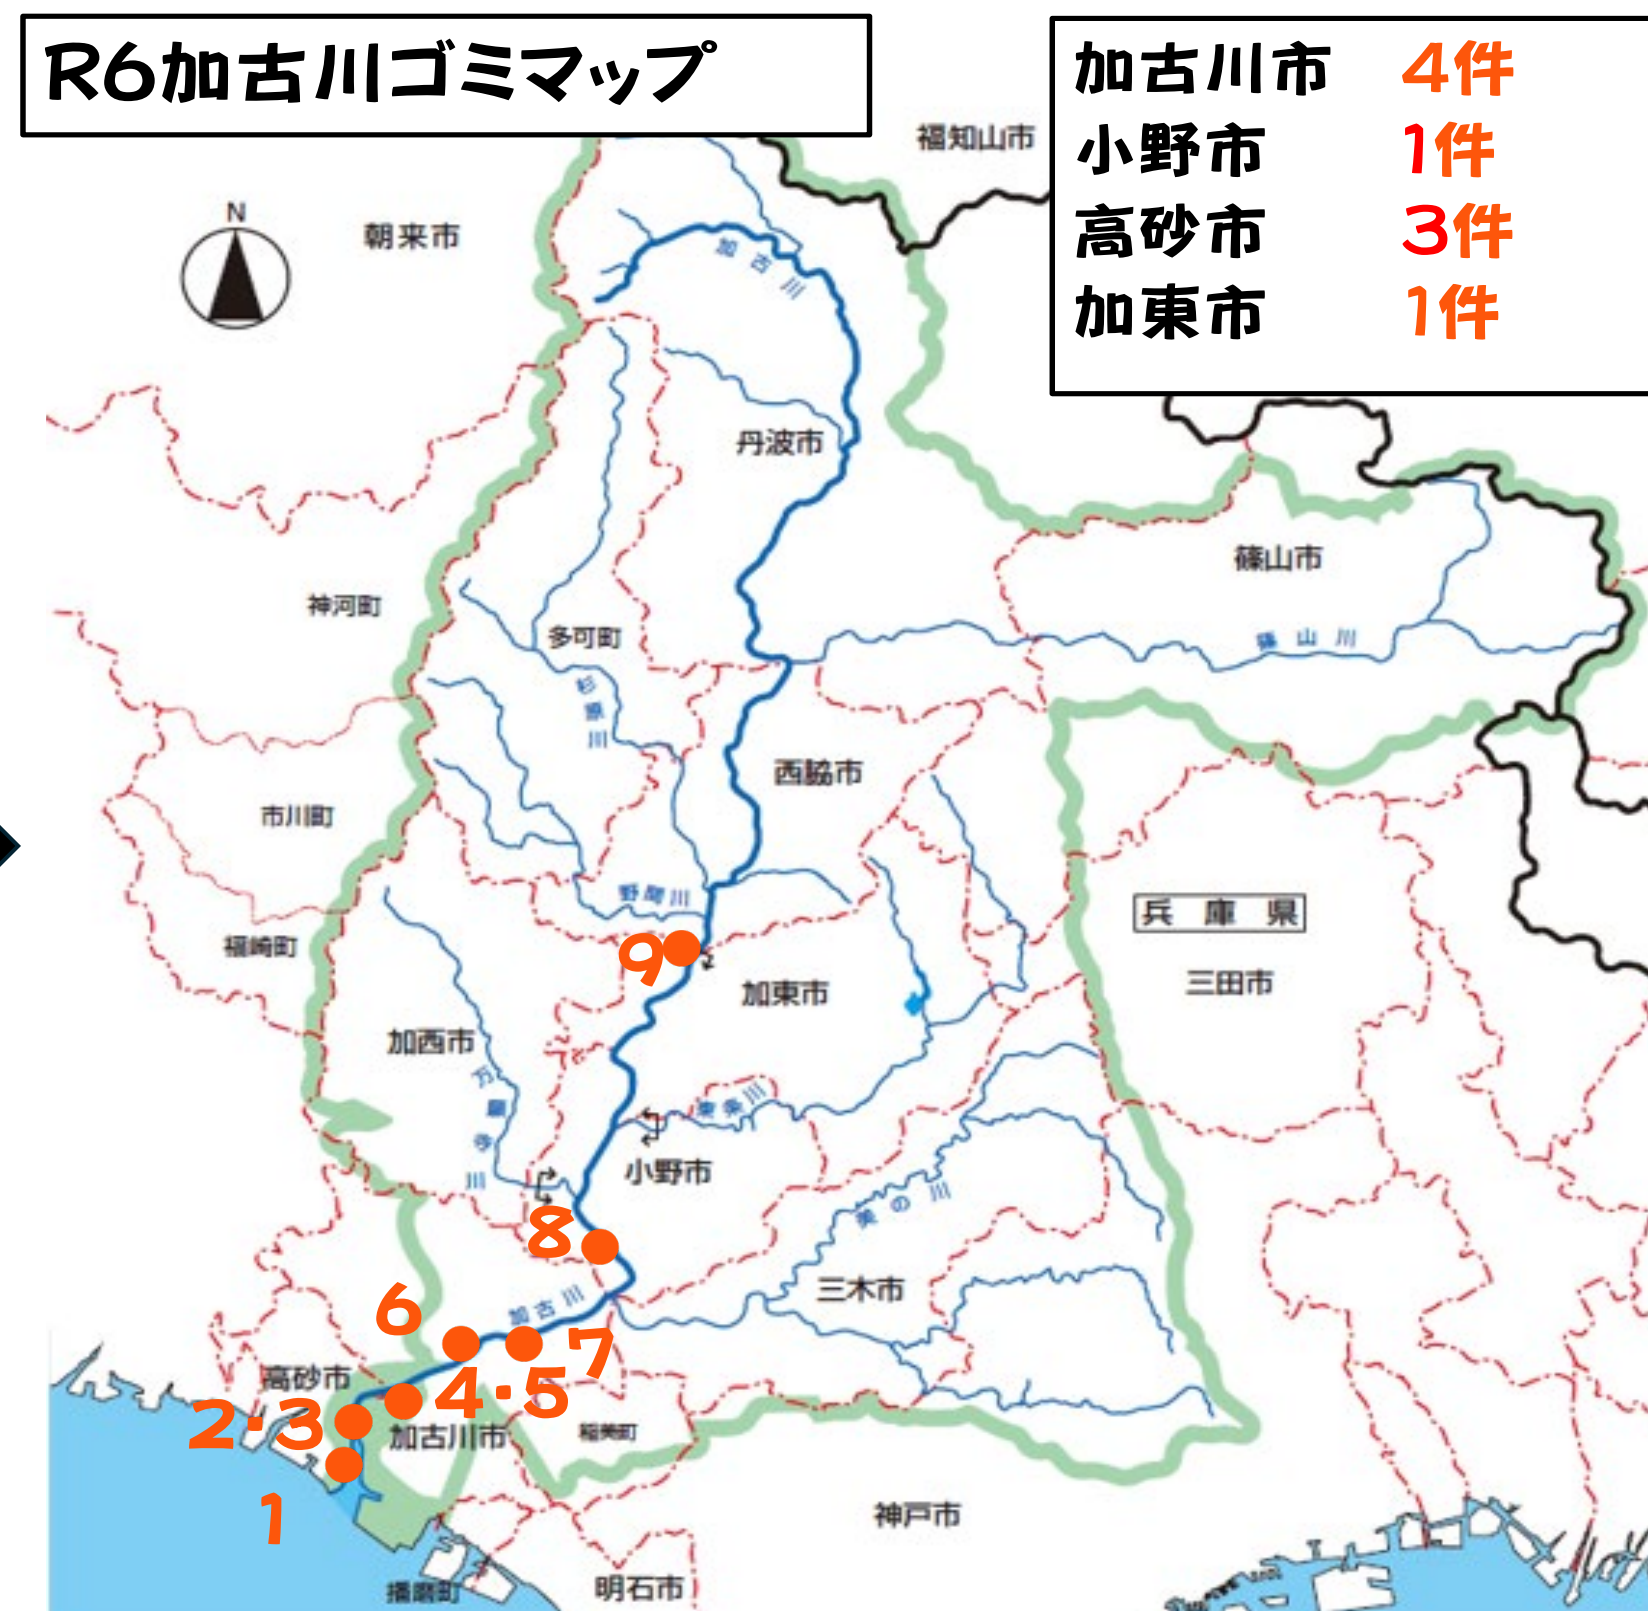 R6加古川ゴミマップ
加古川市 4件
小野市 1件
高砂市 3件
加東市 1件
福知山市
N
朝来市
加古川
丹波市
篠山市
神河町
多可町
篠山川
杉原川
西脇市
市川町
野間川
兵庫県
福崎町
9
加東市
三田市
加西市
万願寺川
東条川
小野市
美の川
8
三木市
6
加古川
7
高砂市
4・5
2・3
加古川市
稲美町
1
神戸市
播磨町
明石市